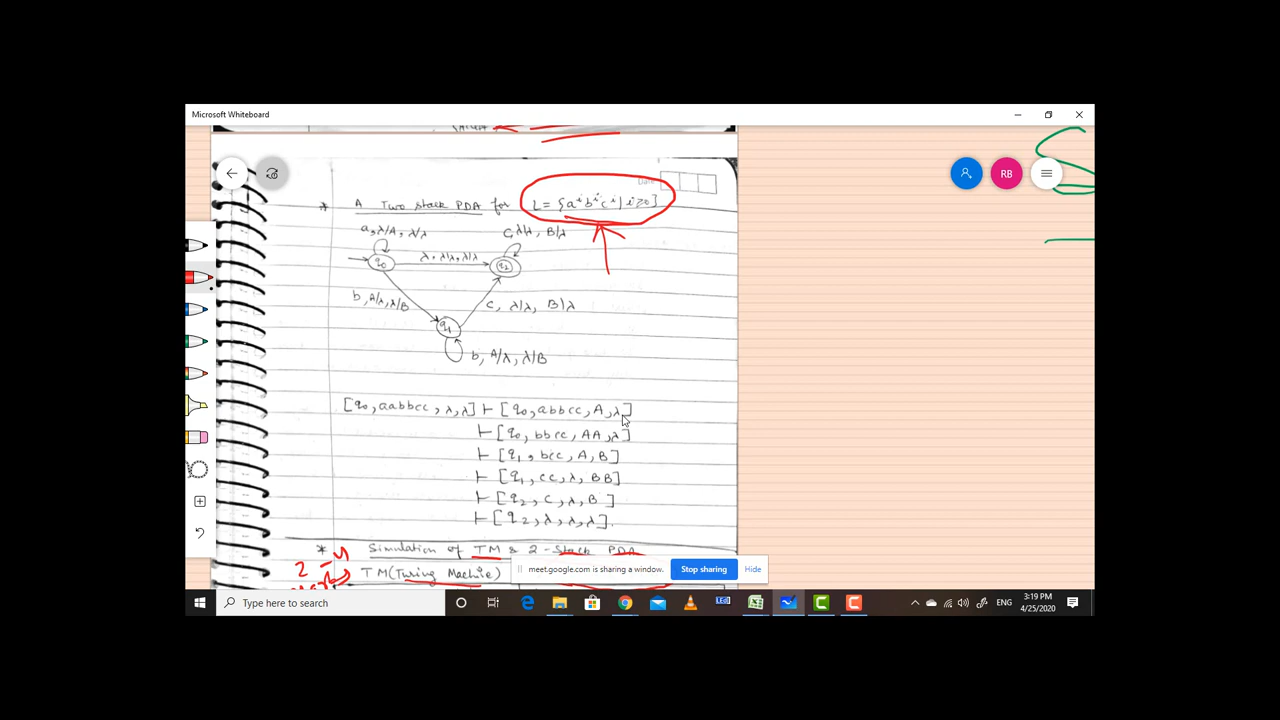 Microsoft Whiteboard
RB
* A Two stack PDA for L = {aⁱbⁱcⁱ | i≥0}
a, λ/A, λ/λ
c, λ/λ, B/λ
λ, λ/λ, λ/λ
q0
q2
b, A/λ, λ/B
c, λ/λ, B/λ
q1
b, A/λ, λ/B
[q0, aabbcc, λ, λ] ⊢ [q0, abbcc, A, λ]
⊢ [q0, bbcc, AA, λ]
⊢ [q1, bcc, A, B]
⊢ [q1, cc, λ, BB]
⊢ [q2, c, λ, B]
⊢ [q2, λ, λ, λ].
* Simulation of TM & 2-Stack PDA
TM (Turing Machine)
meet.google.com is sharing a window.
Stop sharing
Hide
Type here to search
ENG
3:19 PM
4/25/2020